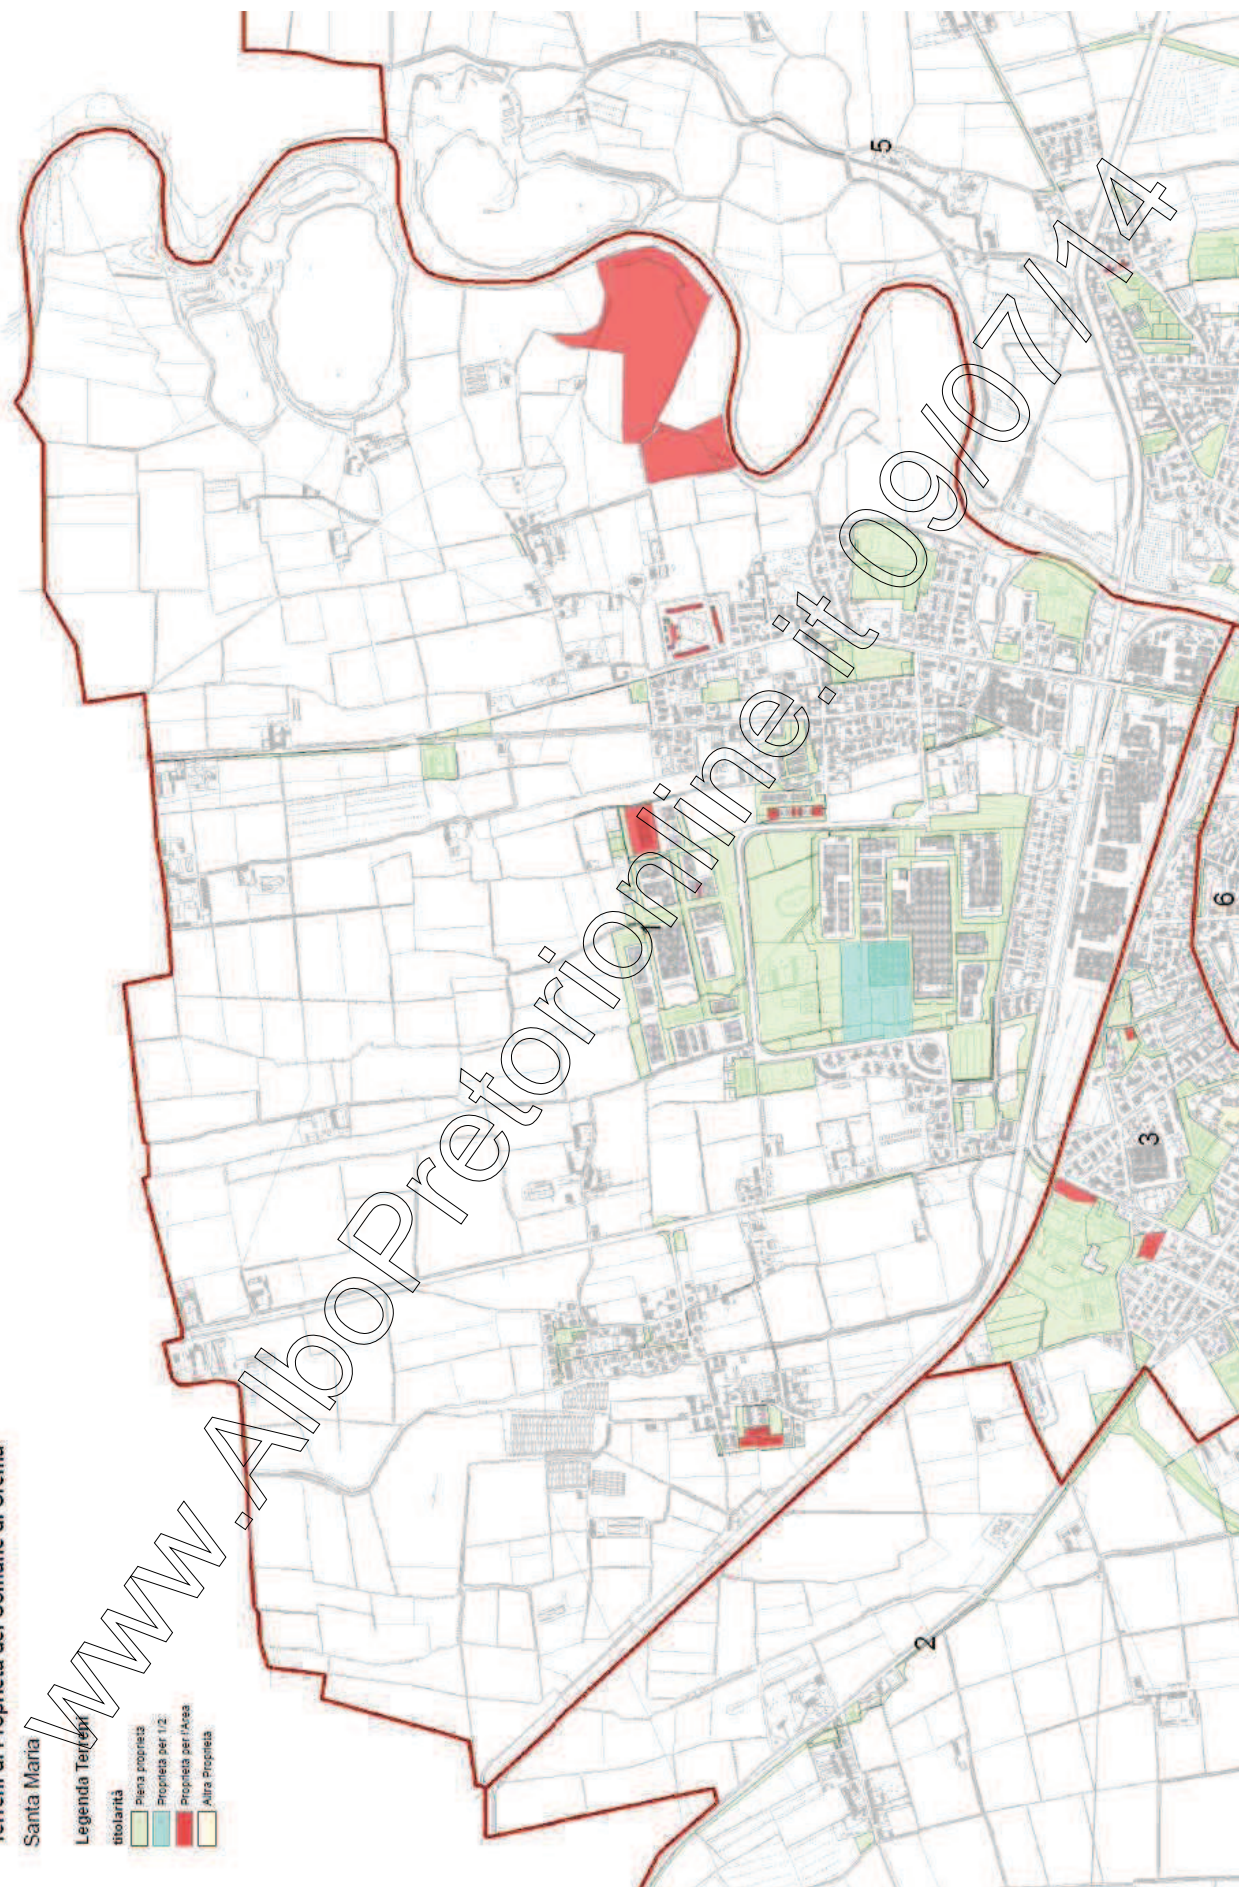 Terreni di Proprietà del Comune di Crema
Santa Maria
Legenda Terreni
titolarità
Piena proprietà
Proprietà per 1/2
Proprietà per l'Area
Altra Proprietà
1
2
3
5
6
www.AlboPretorionline.it 09/07/14